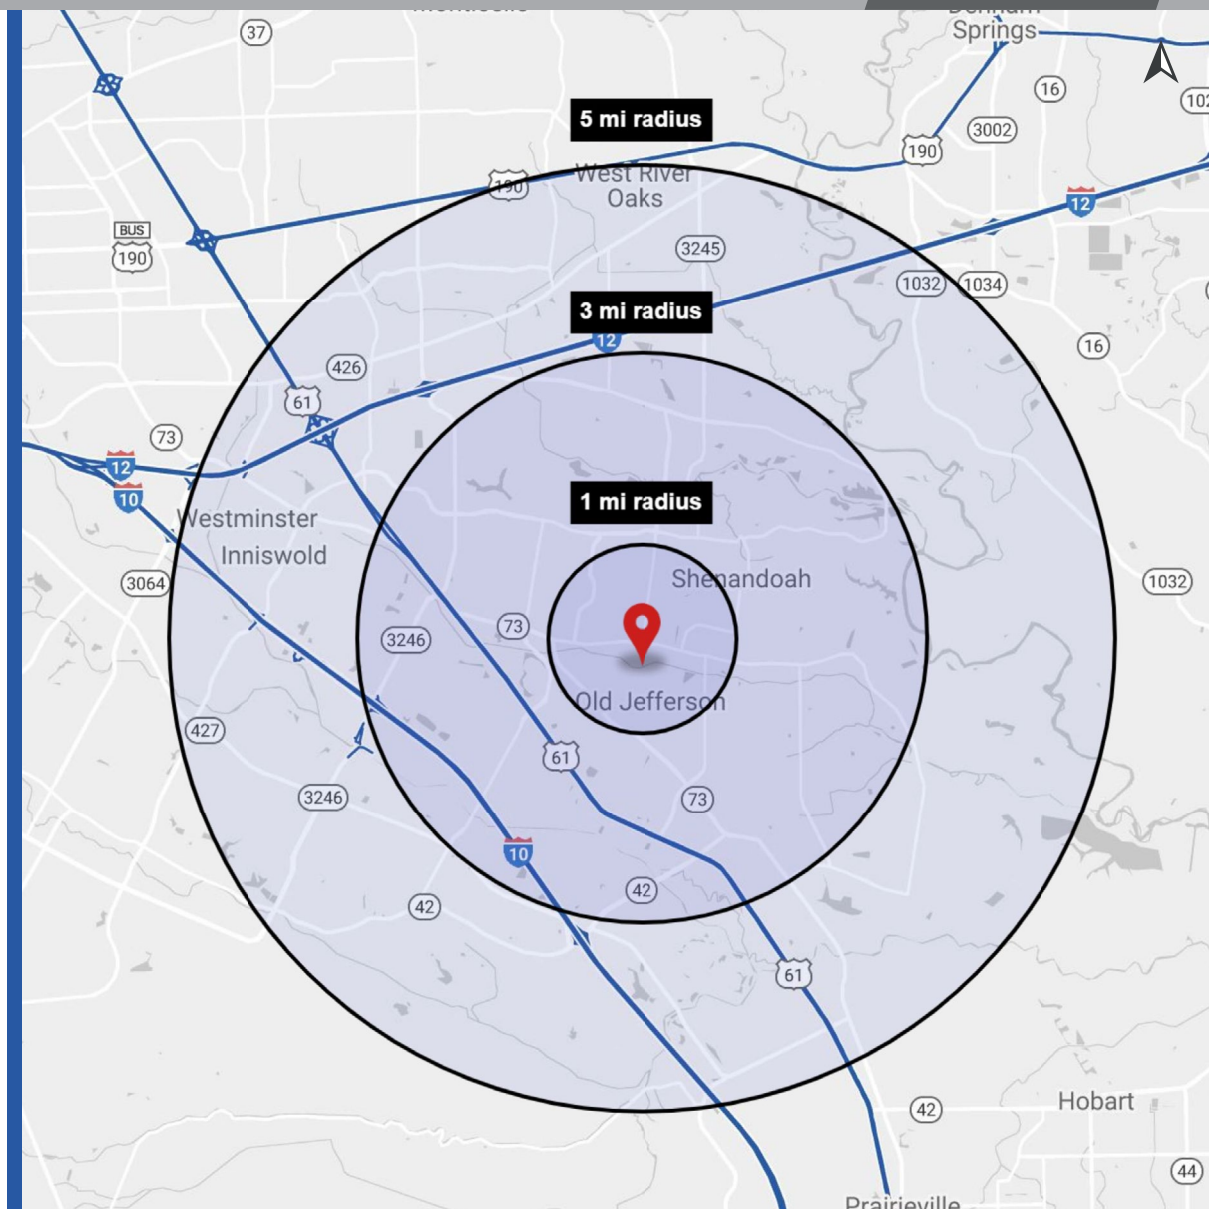 Springs
37
16
102
3002
5 mi radius
190
190
West River
Oaks
12
BUS
190
3245
1032
1034
3 mi radius
12
16
426
61
73
12
10
1 mi radius
Westminster
Inniswold
Shenandoah
3064
1032
73
3246
Old Jefferson
427
61
3246
73
10
42
42
61
Hobart
42
44
Prairieville